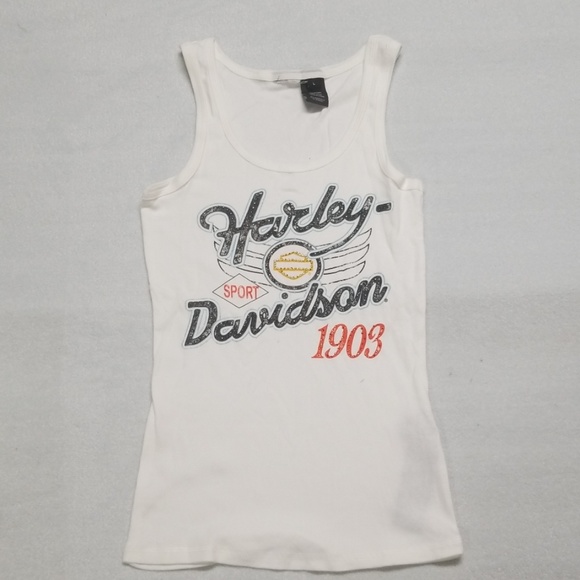 Harley-
SPORT
Davidson®
1903